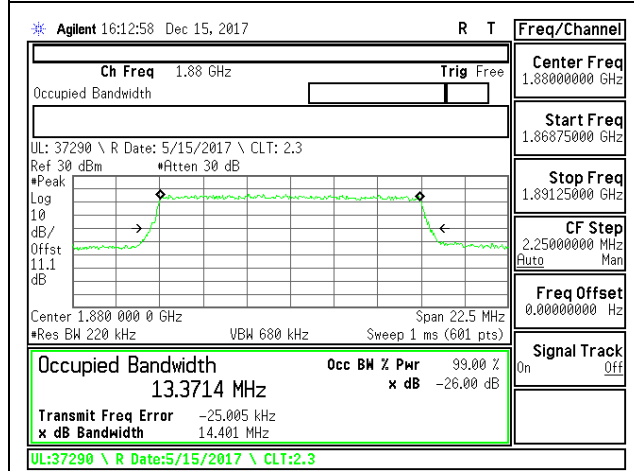 Agilent 16:12:58 Dec 15, 2017 R T Freq/Channel
Ch Freq 1.88 GHz Trig Free
Occupied Bandwidth
Center Freq
1.88000000 GHz
Start Freq
1.86875000 GHz
Stop Freq
1.89125000 GHz
CF Step
2.25000000 MHz
Auto Man
Freq Offset
0.00000000 Hz
Signal Track
On Off
UL: 37290 \ R Date: 5/15/2017 \ CLT: 2.3
Ref 30 dBm #Atten 30 dB
#Peak
Log
10
dB/
Offst
11.1
dB
Center 1.880 000 0 GHz Span 22.5 MHz
#Res BW 220 kHz VBW 680 kHz Sweep 1 ms (601 pts)
Occupied Bandwidth Occ BW % Pwr 99.00 %
13.3714 MHz x dB -26.00 dB
Transmit Freq Error -25.005 kHz
x dB Bandwidth 14.401 MHz
UL:37290 \ R Date:5/15/2017 \ CLT:2.3